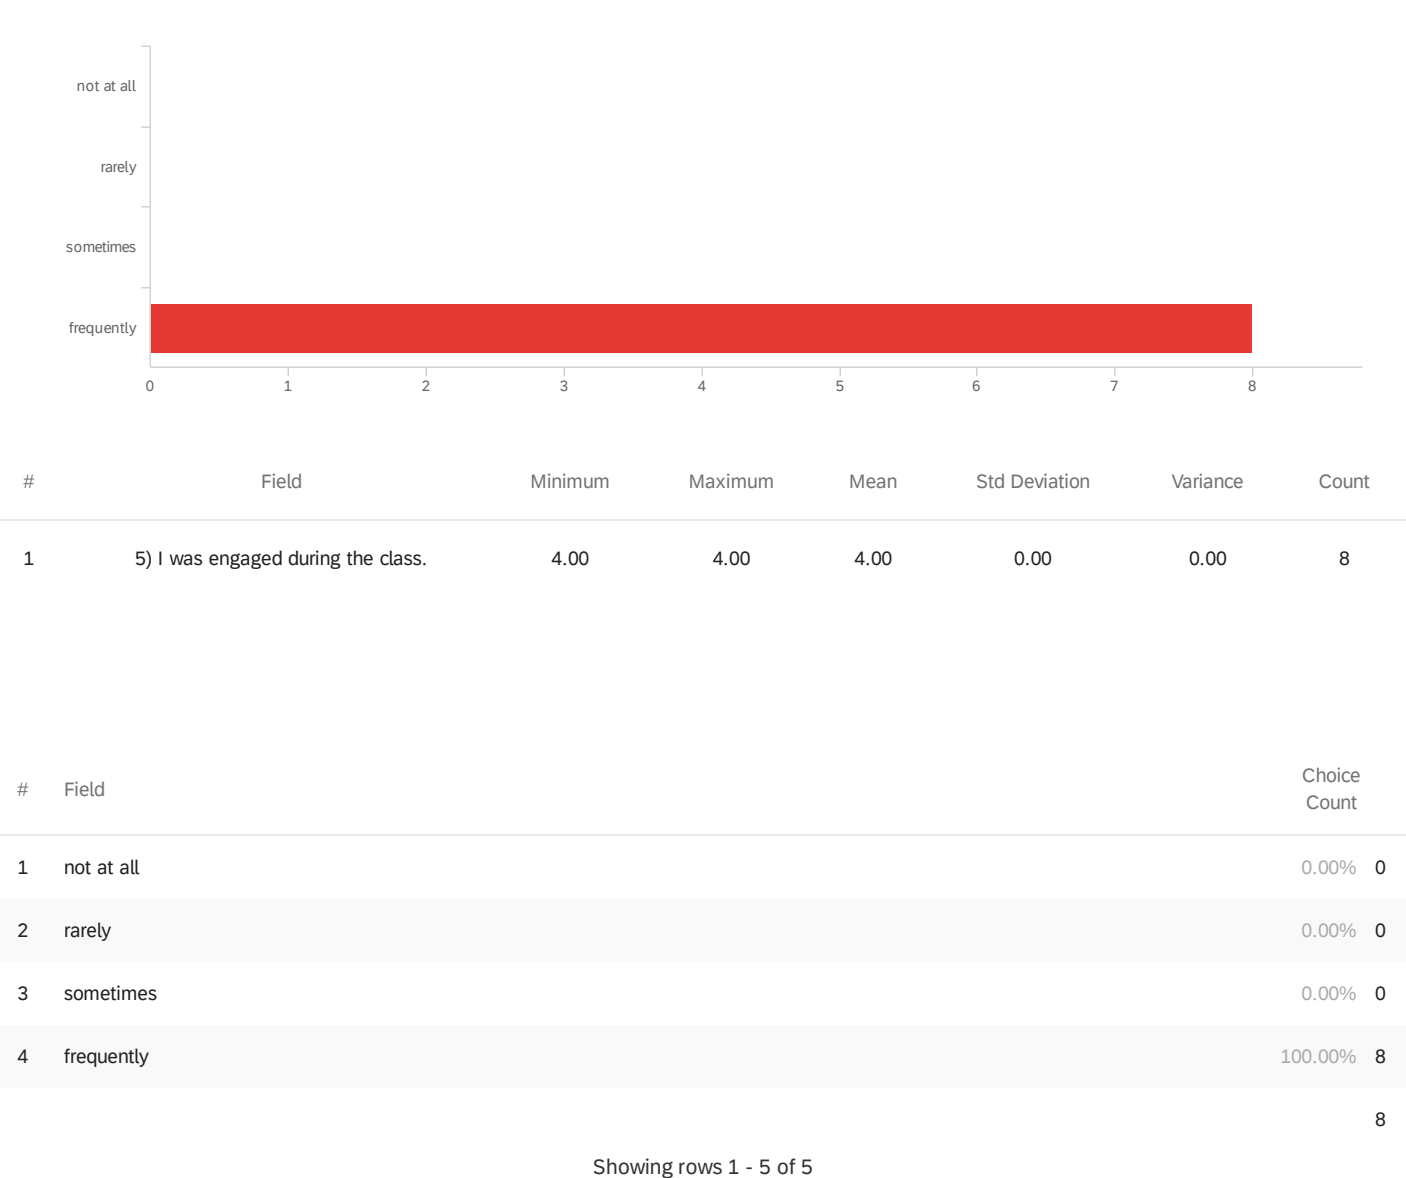 not at all
rarely
sometimes
frequently
0 1 2 3 4 5 6 7 8
# Field Minimum Maximum Mean Std Deviation Variance Count
1 5) I was engaged during the class. 4.00 4.00 4.00 0.00 0.00 8
# Field Choice
Count
1 not at all 0.00% 0
2 rarely 0.00% 0
3 sometimes 0.00% 0
4 frequently 100.00% 8
8
Showing rows 1 - 5 of 5